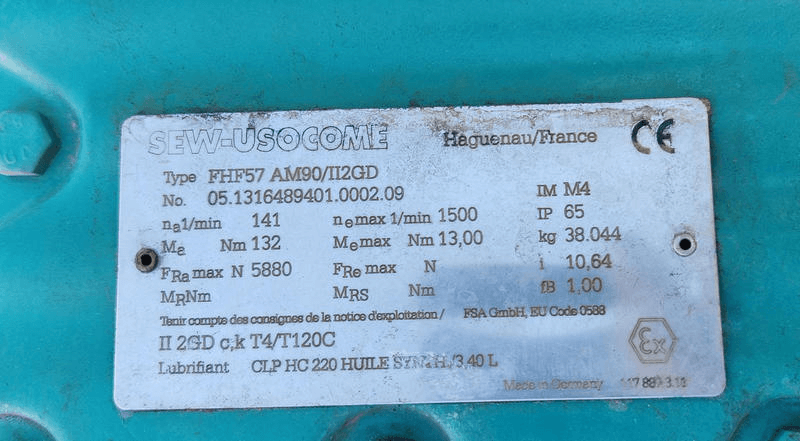 SEW-USOCOME Haguenau/France CE
Type FHF57 AM90/II2GD
No. 05.1316489401.0002.09 IM M4
na1/min 141 nemax 1/min 1500 IP 65
Ma Nm 132 Memax Nm 13,00 kg 38.044
FRa max N 5880 FRe max N i 10,64
MRNm MRS Nm fB 1,00
Tenir compte des consignes de la notice d'exploitation / FSA GmbH, EU Code 0588
II 2GD c,k T4/T120C Ex
Lubrifiant CLP HC 220 HUILE /3,40 L
Made in Germany